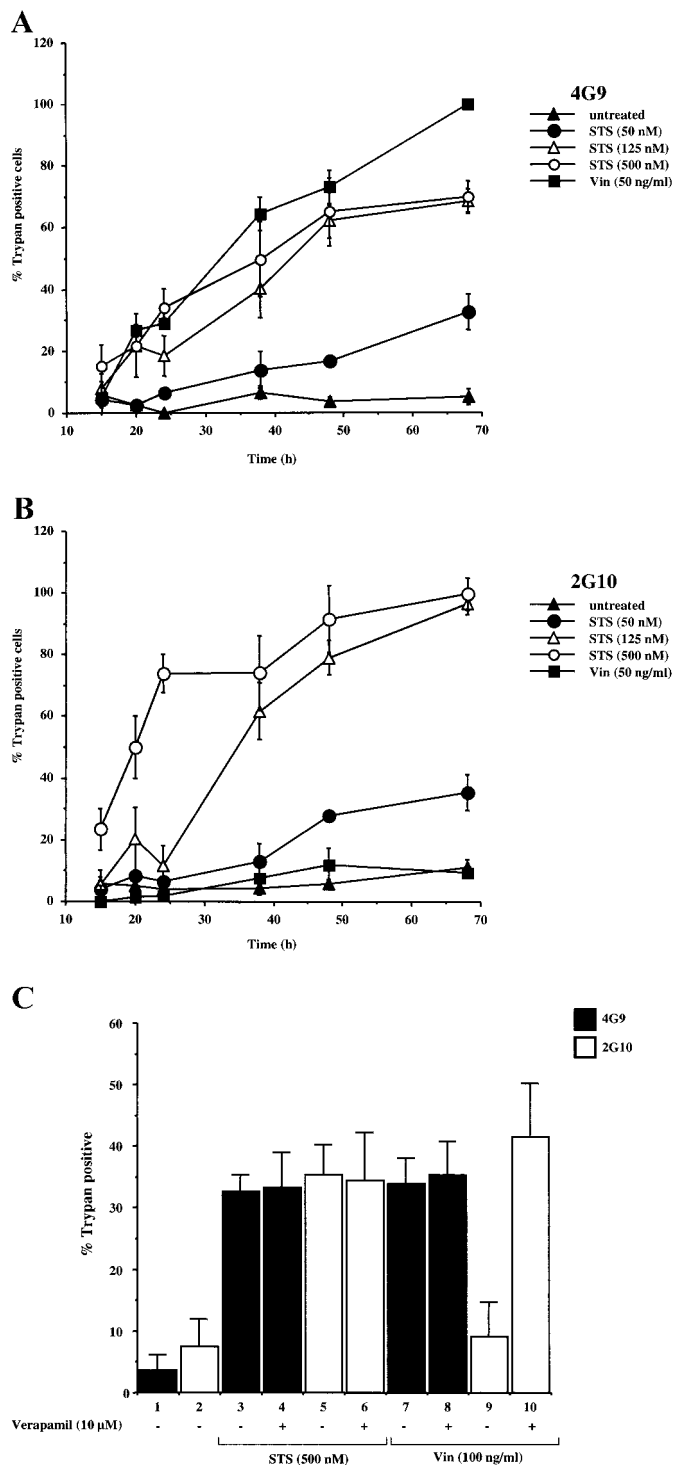 A
120
100
80
60
40
20
0
% Trypan positive cells
10
20
30
40
50
60
70
Time (h)
4G9
untreated
STS (50 nM)
STS (125 nM)
STS (500 nM)
Vin (50 ng/ml)
B
120
100
80
60
40
20
0
% Trypan positive cells
10
20
30
40
50
60
70
Time (h)
2G10
untreated
STS (50 nM)
STS (125 nM)
STS (500 nM)
Vin (50 ng/ml)
C
4G9
2G10
60
50
40
30
20
10
0
% Trypan positive
1 2 3 4 5 6 7 8 9 10
Verapamil (10 µM) - - - + - + - + - +
STS (500 nM) Vin (100 ng/ml)